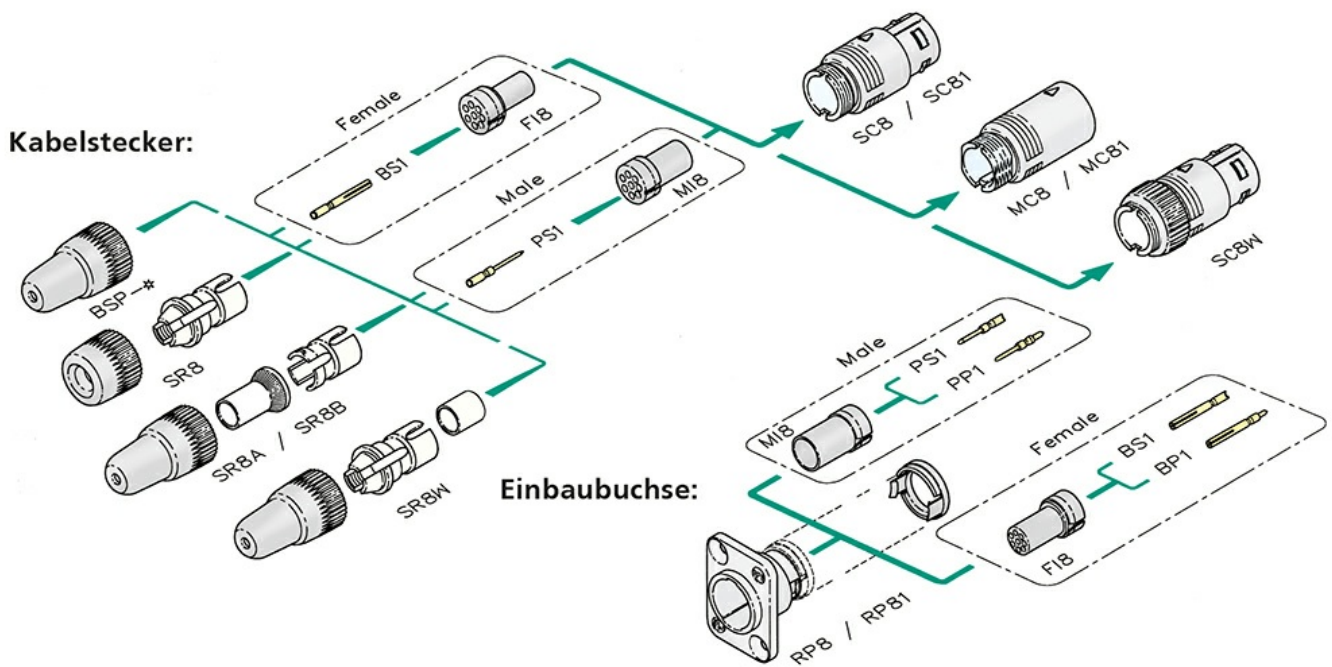 Kabelstecker:
Female
BS1
FI8
Male
PS1
MI8
SC8 / SC81
MC8 / MC81
SC8W
BSP
SR8
SR8A / SR8B
SR8W
Einbaubuchse:
Male
PS1
PP1
MI8
Female
BS1
BP1
FI8
RP8 / RP81